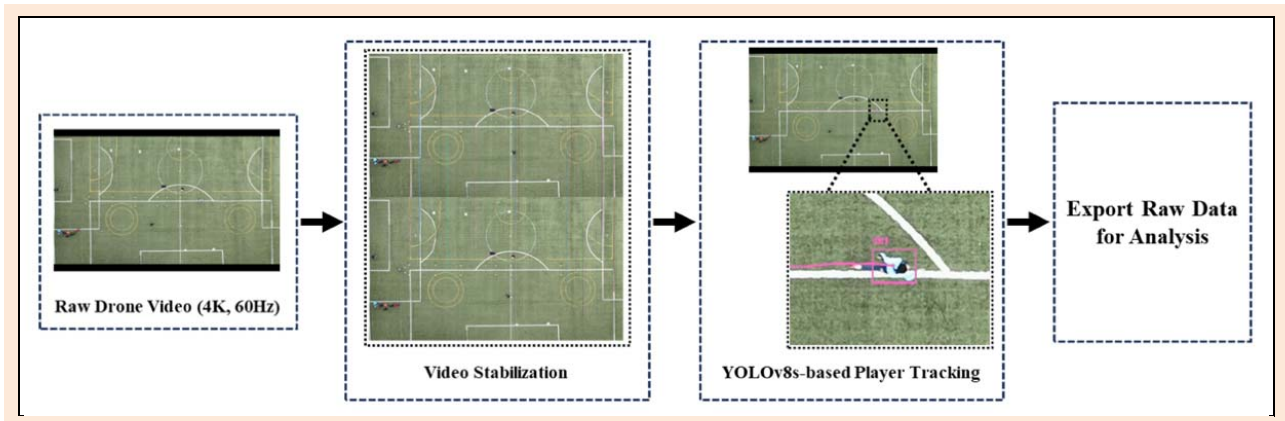 Raw Drone Video (4K, 60Hz)
Video Stabilization
YOLOv8s-based Player Tracking
Export Raw Data
for Analysis